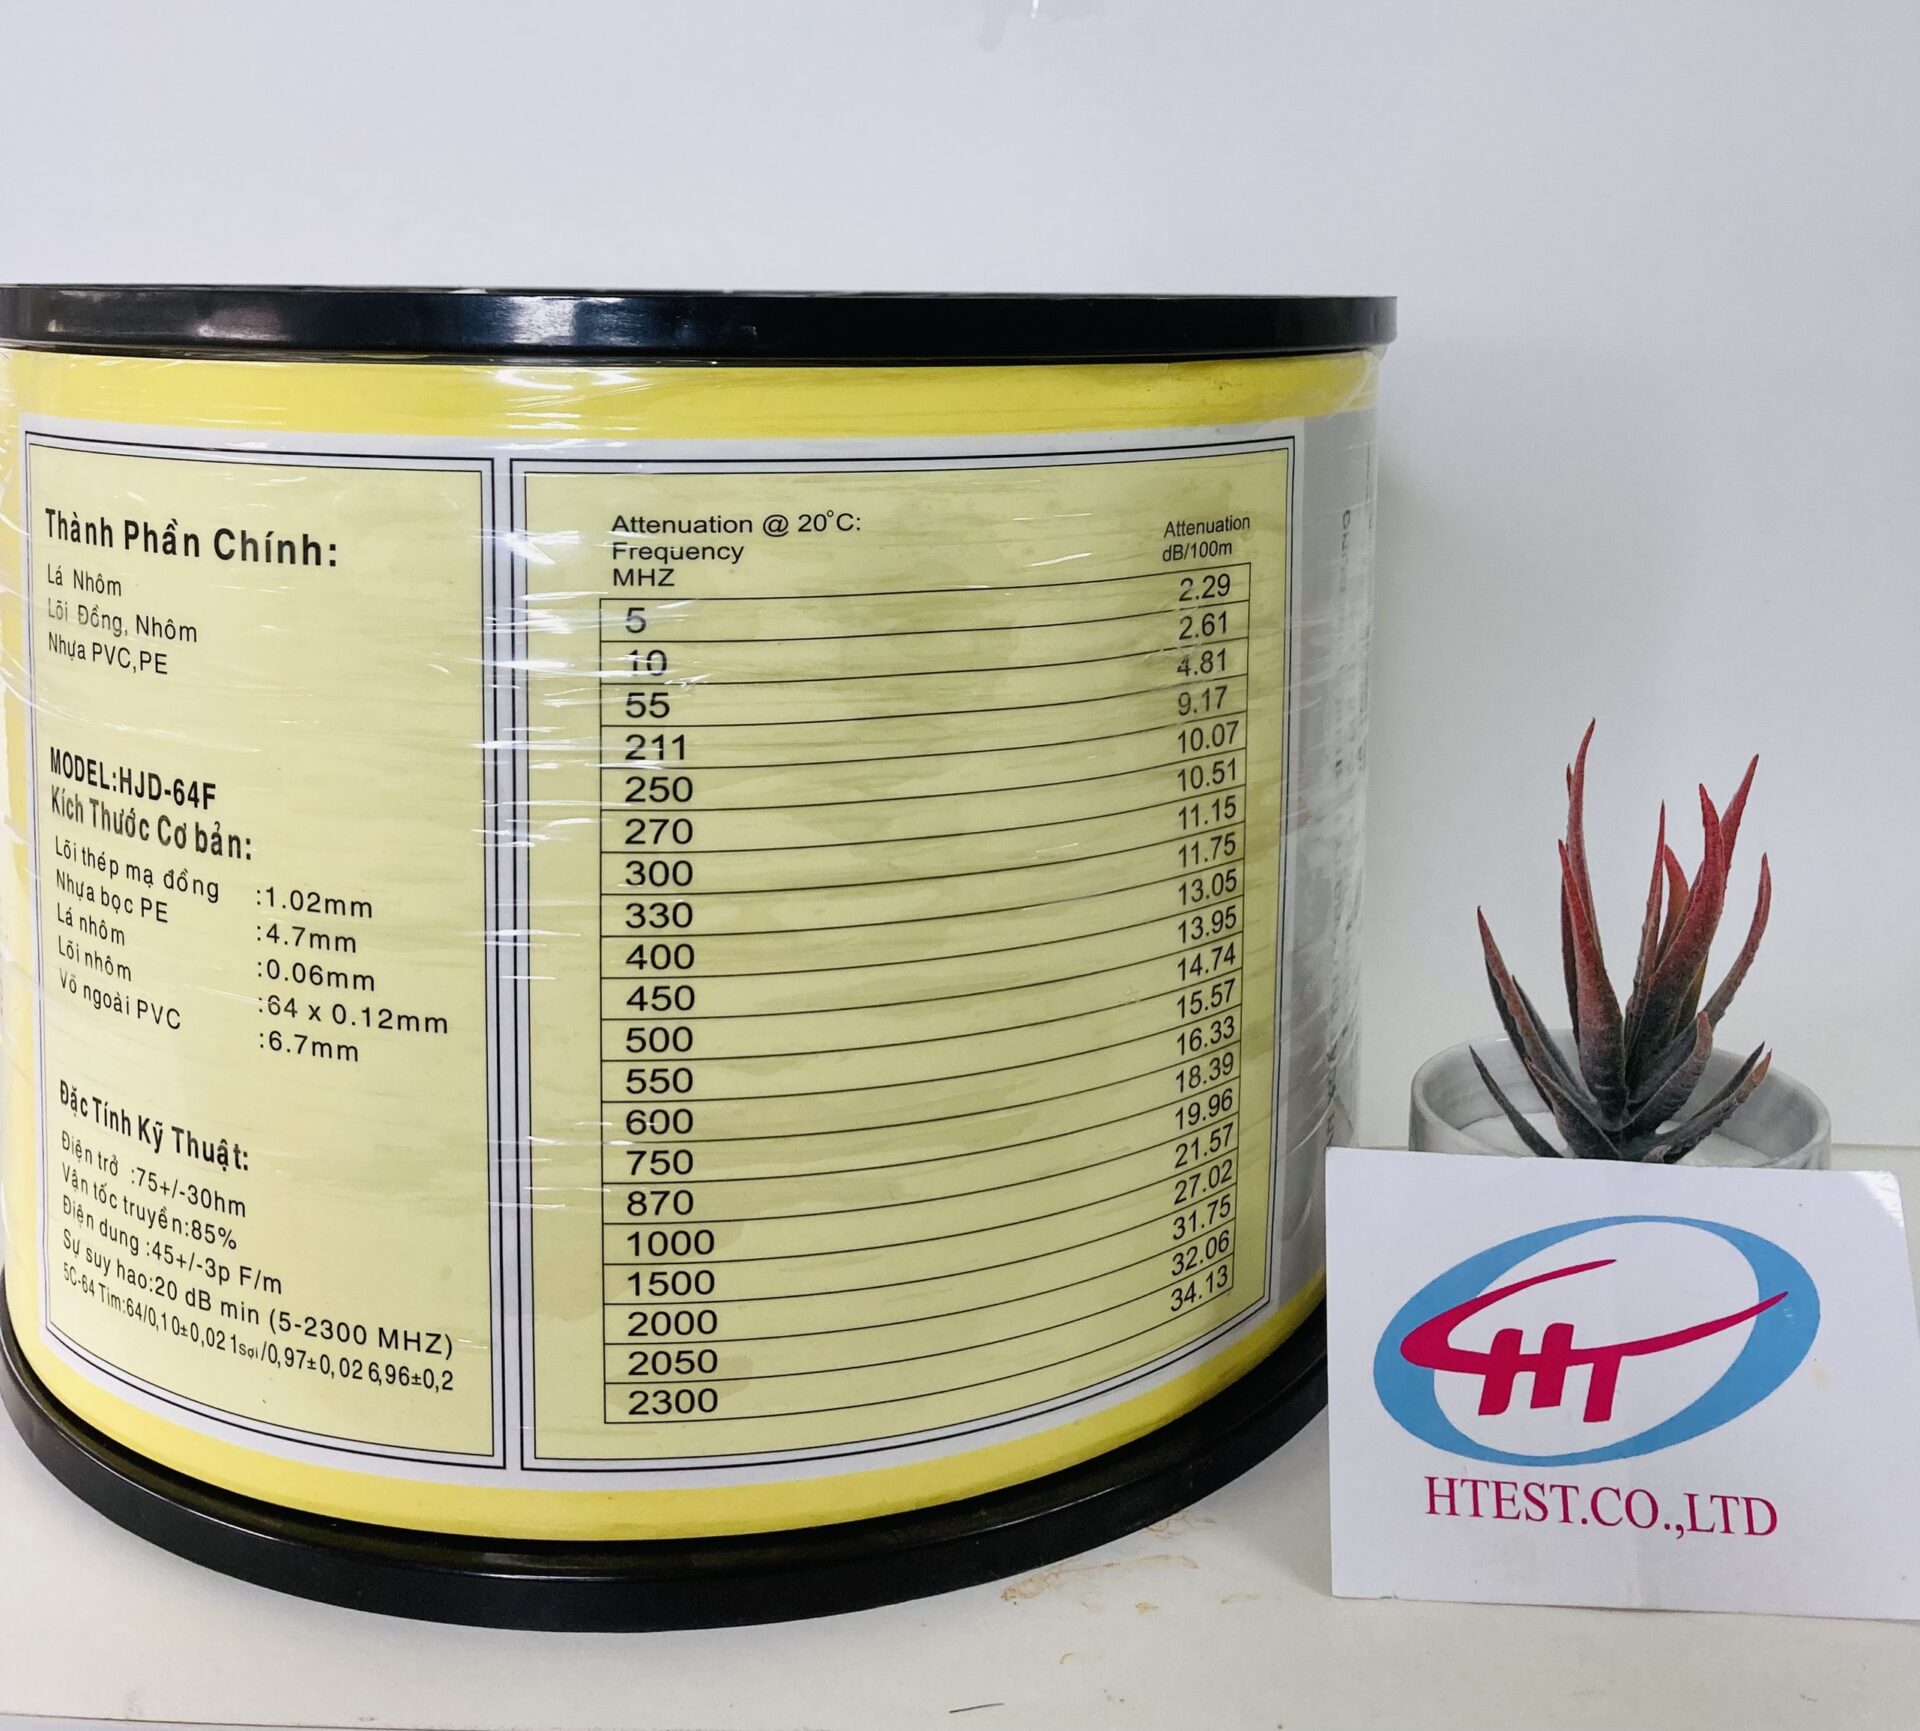 Thành Phần Chính:
Lá Nhôm
Lõi Đồng, Nhôm
Nhựa PVC,PE
MODEL:HJD-64F
Kích Thước Cơ bản:
Lõi thép mạ đồng :1.02mm
Nhựa bọc PE :4.7mm
Lá nhôm :0.06mm
Lõi nhôm :64 x 0.12mm
Võ ngoài PVC :6.7mm
Đặc Tính Kỹ Thuật:
Điện trở :75+/-30hm
Vận tốc truyền:85%
Điện dung :45+/-3p F/m
Sự suy hao:20 dB min (5-2300 MHZ)
5C-64 Tim:64/0,10±0,02 1sợi/0,97±0,02 6,96±0,2
Attenuation @ 20°C:
Frequency
MHZ
Attenuation
dB/100m
5 2.29
10 2.61
55 4.81
211 9.17
250 10.07
270 10.51
300 11.15
330 11.75
400 13.05
450 13.95
500 14.74
550 15.57
600 16.33
750 18.39
870 19.96
1000 21.57
1500 27.02
2000 31.75
2050 32.06
2300 34.13
HT
HTEST.CO.,LTD